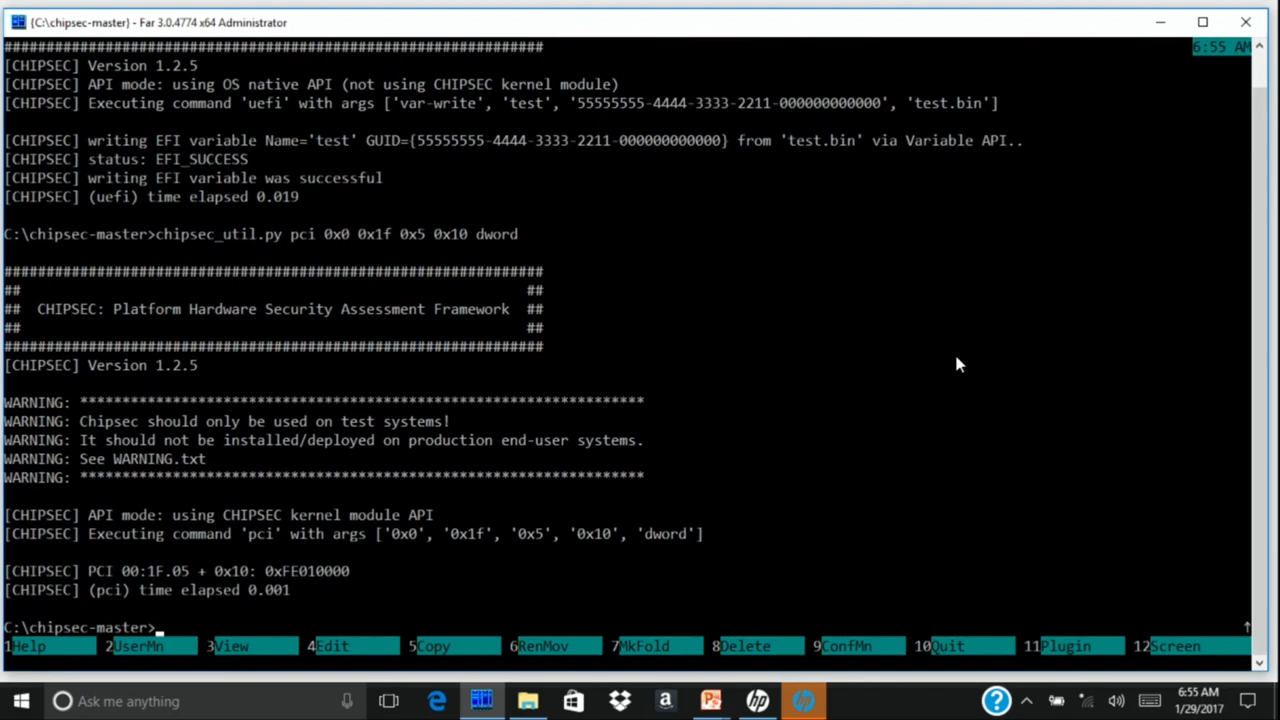 {C:\chipsec-master} - Far 3.0.4774 x64 Administrator
################################################################
6:55 AM
[CHIPSEC] Version 1.2.5
[CHIPSEC] API mode: using OS native API (not using CHIPSEC kernel module)
[CHIPSEC] Executing command 'uefi' with args ['var-write', 'test', '55555555-4444-3333-2211-000000000000', 'test.bin']
[CHIPSEC] writing EFI variable Name='test' GUID={55555555-4444-3333-2211-000000000000} from 'test.bin' via Variable API..
[CHIPSEC] status: EFI_SUCCESS
[CHIPSEC] writing EFI variable was successful
[CHIPSEC] (uefi) time elapsed 0.019
C:\chipsec-master>chipsec_util.py pci 0x0 0x1f 0x5 0x10 dword
################################################################
## ##
## CHIPSEC: Platform Hardware Security Assessment Framework ##
## ##
################################################################
[CHIPSEC] Version 1.2.5
WARNING: *******************************************************************
WARNING: Chipsec should only be used on test systems!
WARNING: It should not be installed/deployed on production end-user systems.
WARNING: See WARNING.txt
WARNING: *******************************************************************
[CHIPSEC] API mode: using CHIPSEC kernel module API
[CHIPSEC] Executing command 'pci' with args ['0x0', '0x1f', '0x5', '0x10', 'dword']
[CHIPSEC] PCI 00:1F.05 + 0x10: 0xFE010000
[CHIPSEC] (pci) time elapsed 0.001
C:\chipsec-master>
1Help 2UserMn 3View 4Edit 5Copy 6RenMov 7MkFold 8Delete 9ConfMn 10Quit 11Plugin 12Screen
Ask me anything
6:55 AM
1/29/2017